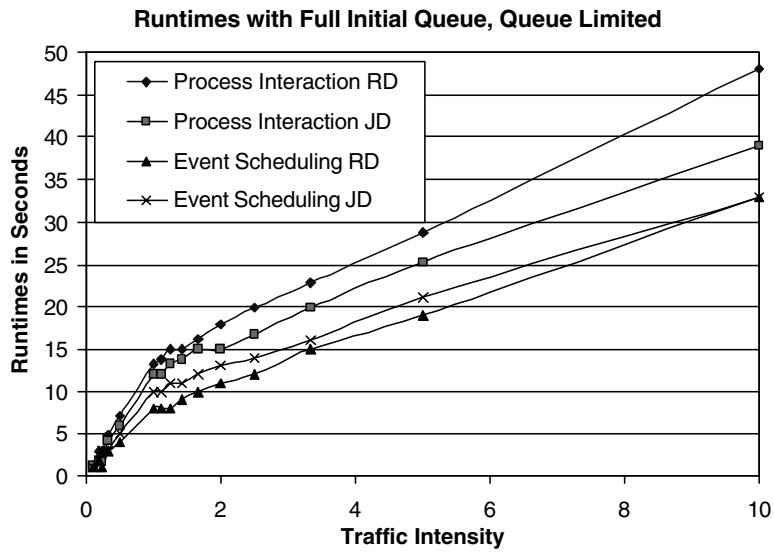 Runtimes with Full Initial Queue, Queue Limited
50
45
40
35
30
25
20
15
10
5
0
Runtimes in Seconds
Process Interaction RD
Process Interaction JD
Event Scheduling RD
Event Scheduling JD
0 2 4 6 8 10
Traffic Intensity